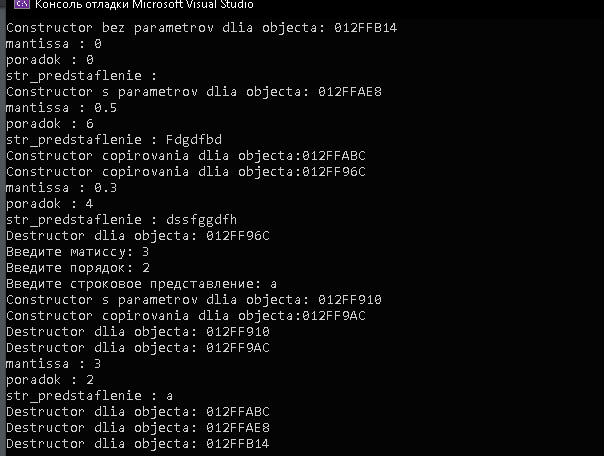 Консоль отладки Microsoft Visual Studio
Constructor bez parametrov dlia objecta: 012FFB14
mantissa : 0
poradok : 0
str_predstaflenie :
Constructor s parametrov dlia objecta: 012FFAE8
mantissa : 0.5
poradok : 6
str_predstaflenie : Fdgdfbd
Constructor copirovania dlia objecta:012FFABC
Constructor copirovania dlia objecta:012FF96C
mantissa : 0.3
poradok : 4
str_predstaflenie : dssfggdfh
Destructor dlia objecta: 012FF96C
Введите матиссу: 3
Введите порядок: 2
Введите строковое представление: a
Constructor s parametrov dlia objecta: 012FF910
Constructor copirovania dlia objecta:012FF9AC
Destructor dlia objecta: 012FF910
Destructor dlia objecta: 012FF9AC
mantissa : 3
poradok : 2
str_predstaflenie : a
Destructor dlia objecta: 012FFABC
Destructor dlia objecta: 012FFAE8
Destructor dlia objecta: 012FFB14